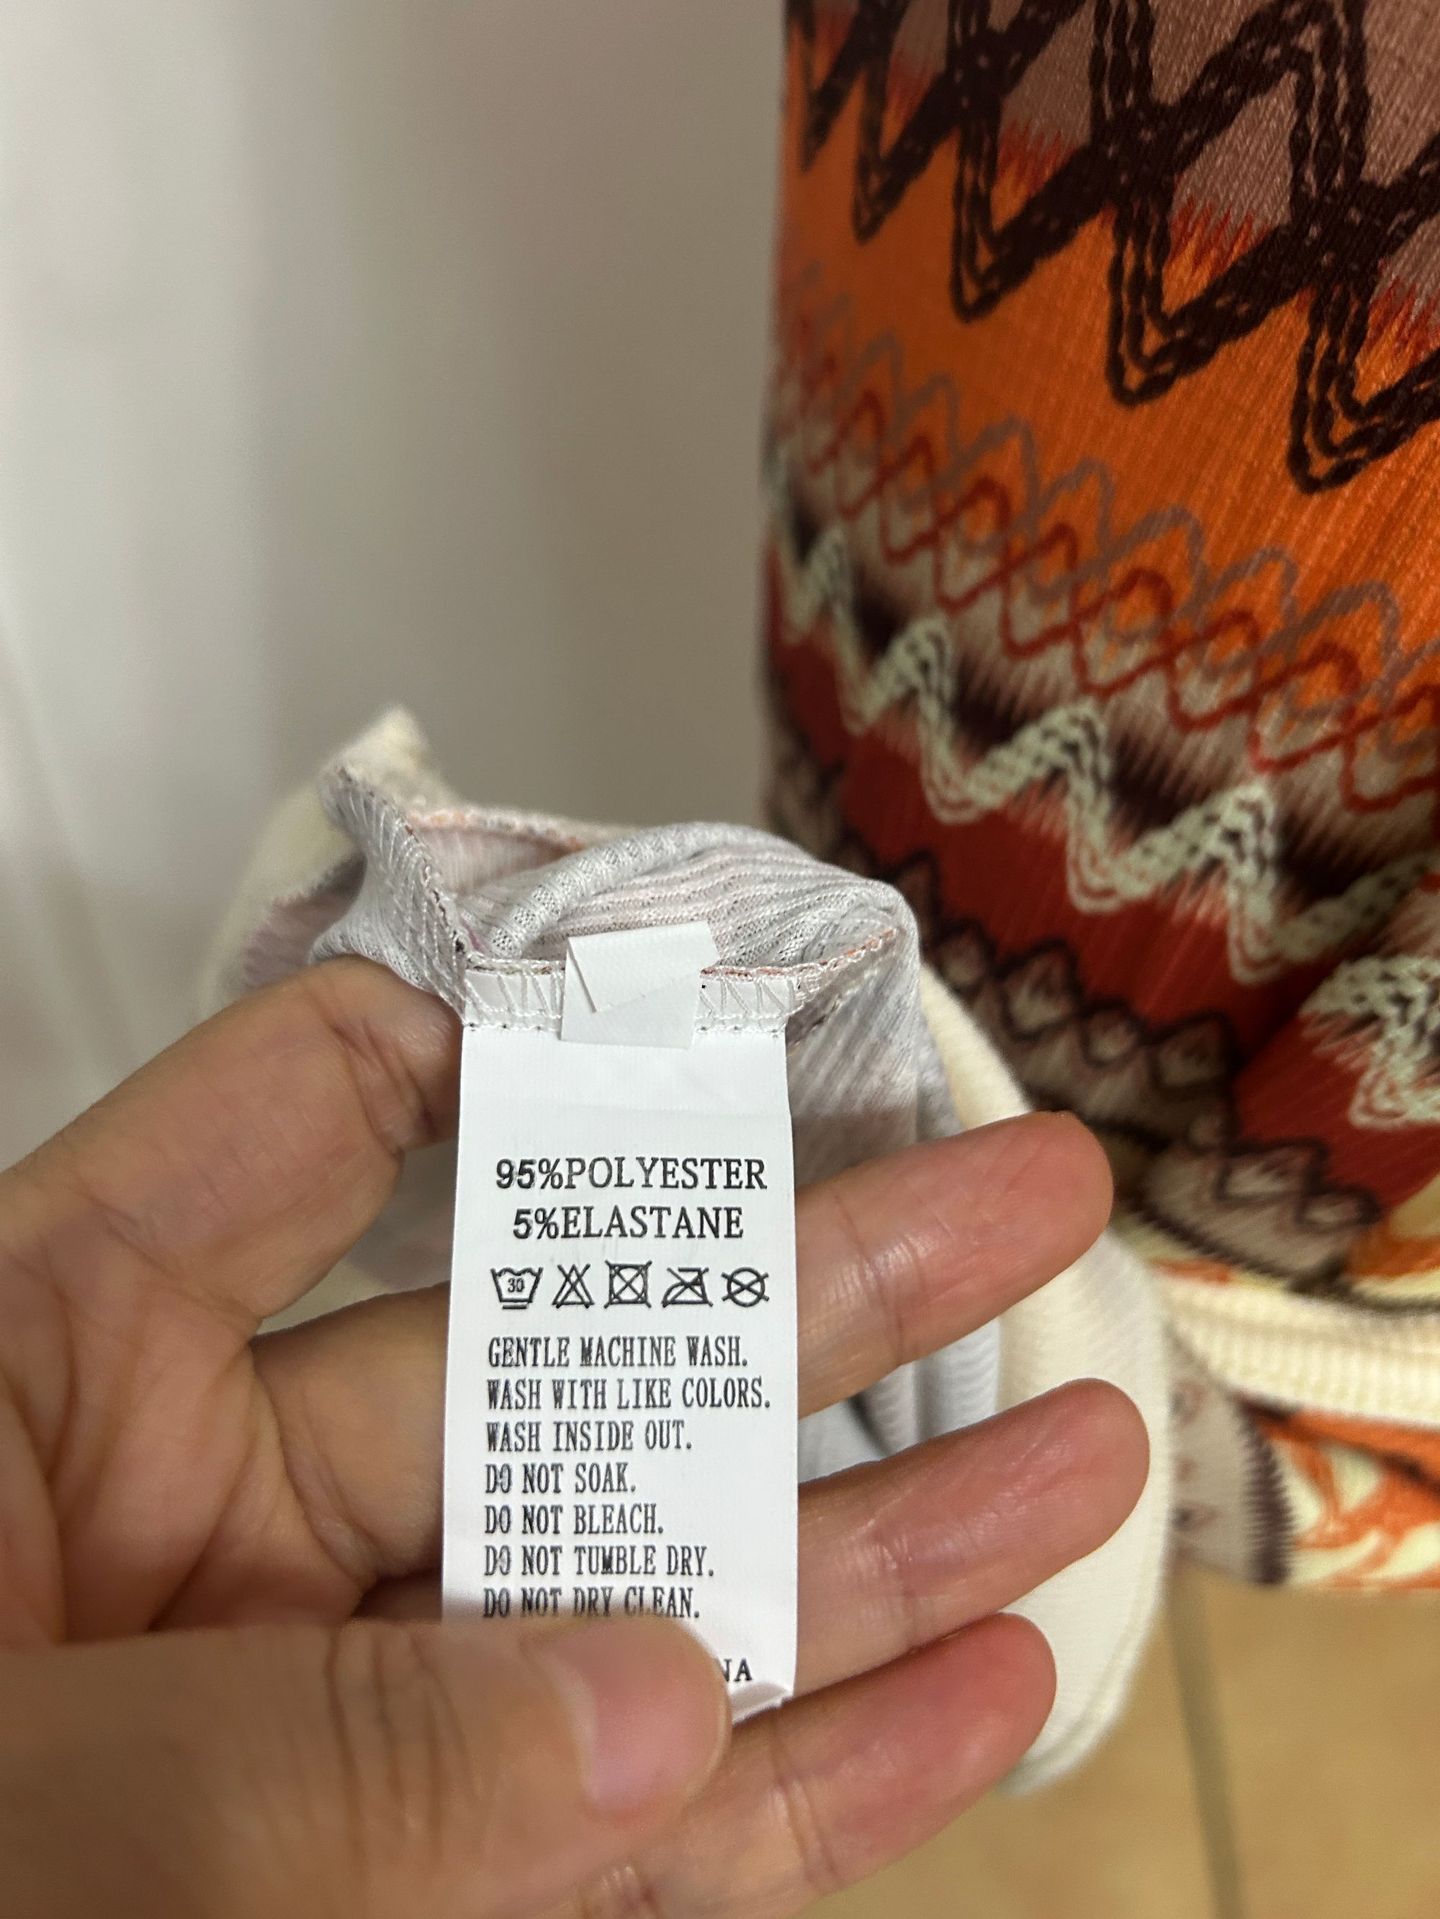 95%POLYESTER
5%ELASTANE
30
GENTLE MACHINE WASH.
WASH WITH LIKE COLORS.
WASH INSIDE OUT.
DO NOT SOAK.
DO NOT BLEACH.
DO NOT TUMBLE DRY.
DO NOT DRY CLEAN.